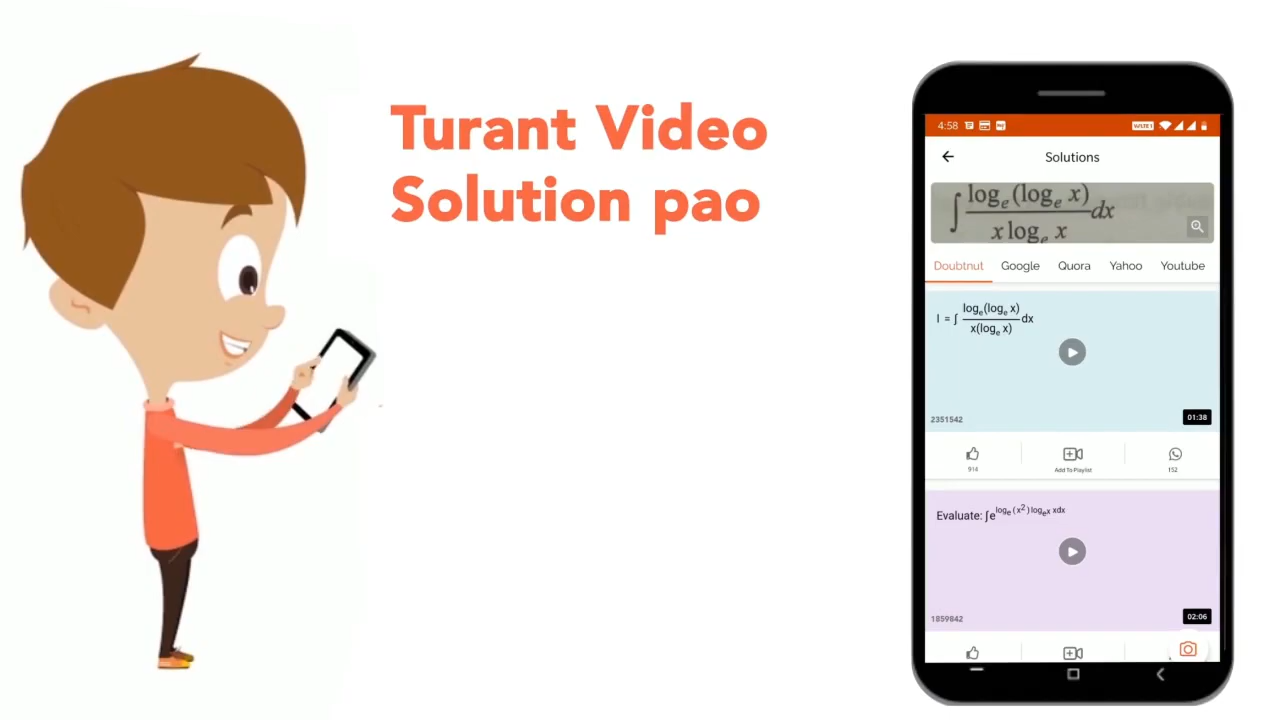 Turant Video
Solution pao
4:58
VoLTE1
Solutions
∫ logₑ(logₑ x) / x logₑ x dx
Doubtnut Google Quora Yahoo Youtube
I = ∫ logₑ(logₑ x) / x(logₑ x) dx
2351542 01:38
914 Add To Playlist 152
Evaluate: ∫e^logₑ(x²)logₑx xdx
1859842 02:06